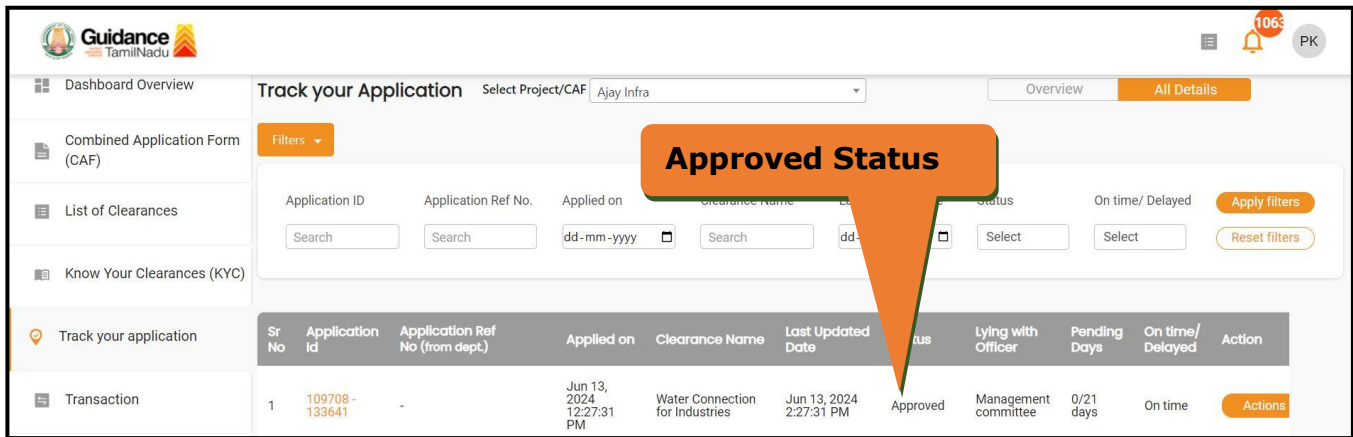 Guidance
TamilNadu
1063
PK
Dashboard Overview
Track your Application Select Project/CAF Ajay Infra Overview All Details
Combined Application Form
(CAF)
Filters
Approved Status
List of Clearances
Application ID Application Ref No. Applied on Clearance Name Status On time/ Delayed Apply filters
Search Search dd-mm-yyyy Search dd- Select Select Reset filters
Know Your Clearances (KYC)
Track your application
Sr
No
Application
Id
Application Ref
No (from dept.)
Applied on
Clearance Name
Last Updated
Date
tus
Lying with
Officer
Pending
Days
On time/
Delayed
Action
Transaction
1
109708 -
133641
-
Jun 13,
2024
12:27:31
PM
Water Connection
for Industries
Jun 13, 2024
2:27:31 PM
Approved
Management
committee
0/21
days
On time
Actions